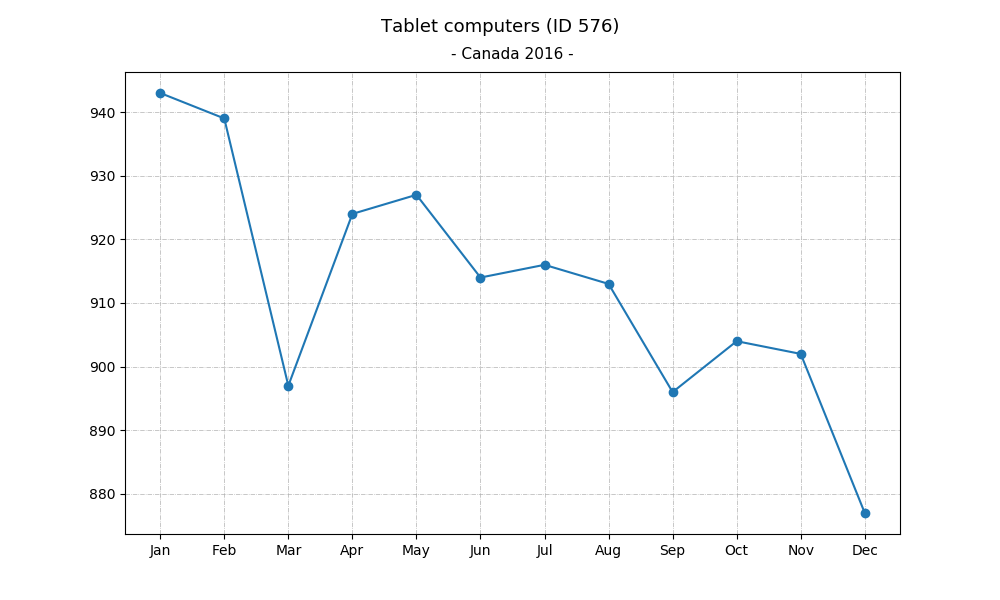 Tablet computers (ID 576)
- Canada 2016 -
940
930
920
910
900
890
880
Jan Feb Mar Apr May Jun Jul Aug Sep Oct Nov Dec